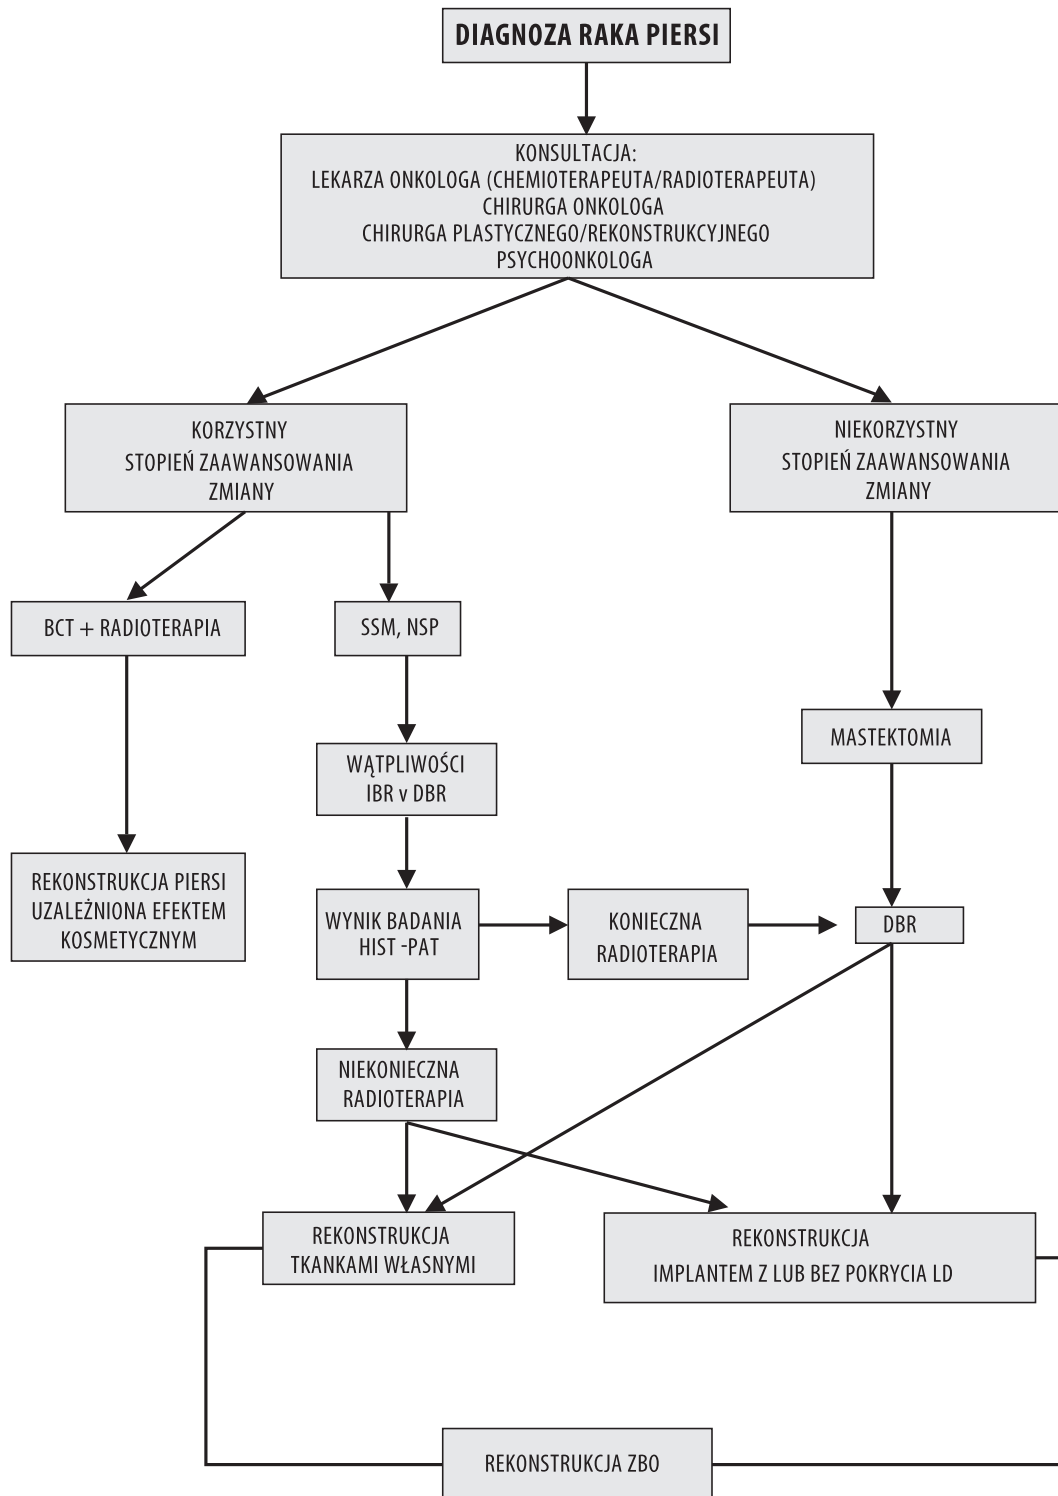 DIAGNOZA RAKA PIERSI
KONSULTACJA:
LEKARZA ONKOLOGA (CHEMIOTERAPEUTA/RADIOTERAPEUTA)
CHIRURGA ONKOLOGA
CHIRURGA PLASTYCZNEGO/REKONSTRUKCYJNEGO
PSYCHOONKOLOGA
KORZYSTNY
STOPIEŃ ZAAWANSOWANIA
ZMIANY
NIEKORZYSTNY
STOPIEŃ ZAAWANSOWANIA
ZMIANY
BCT + RADIOTERAPIA
SSM, NSP
MASTEKTOMIA
WĄTPLIWOŚCI
IBR v DBR
REKONSTRUKCJA PIERSI
UZALEŻNIONA EFEKTEM
KOSMETYCZNYM
WYNIK BADANIA
HIST -PAT
KONIECZNA
RADIOTERAPIA
DBR
NIEKONIECZNA
RADIOTERAPIA
REKONSTRUKCJA
TKANKAMI WŁASNYMI
REKONSTRUKCJA
IMPLANTEM Z LUB BEZ POKRYCIA LD
REKONSTRUKCJA ZBO